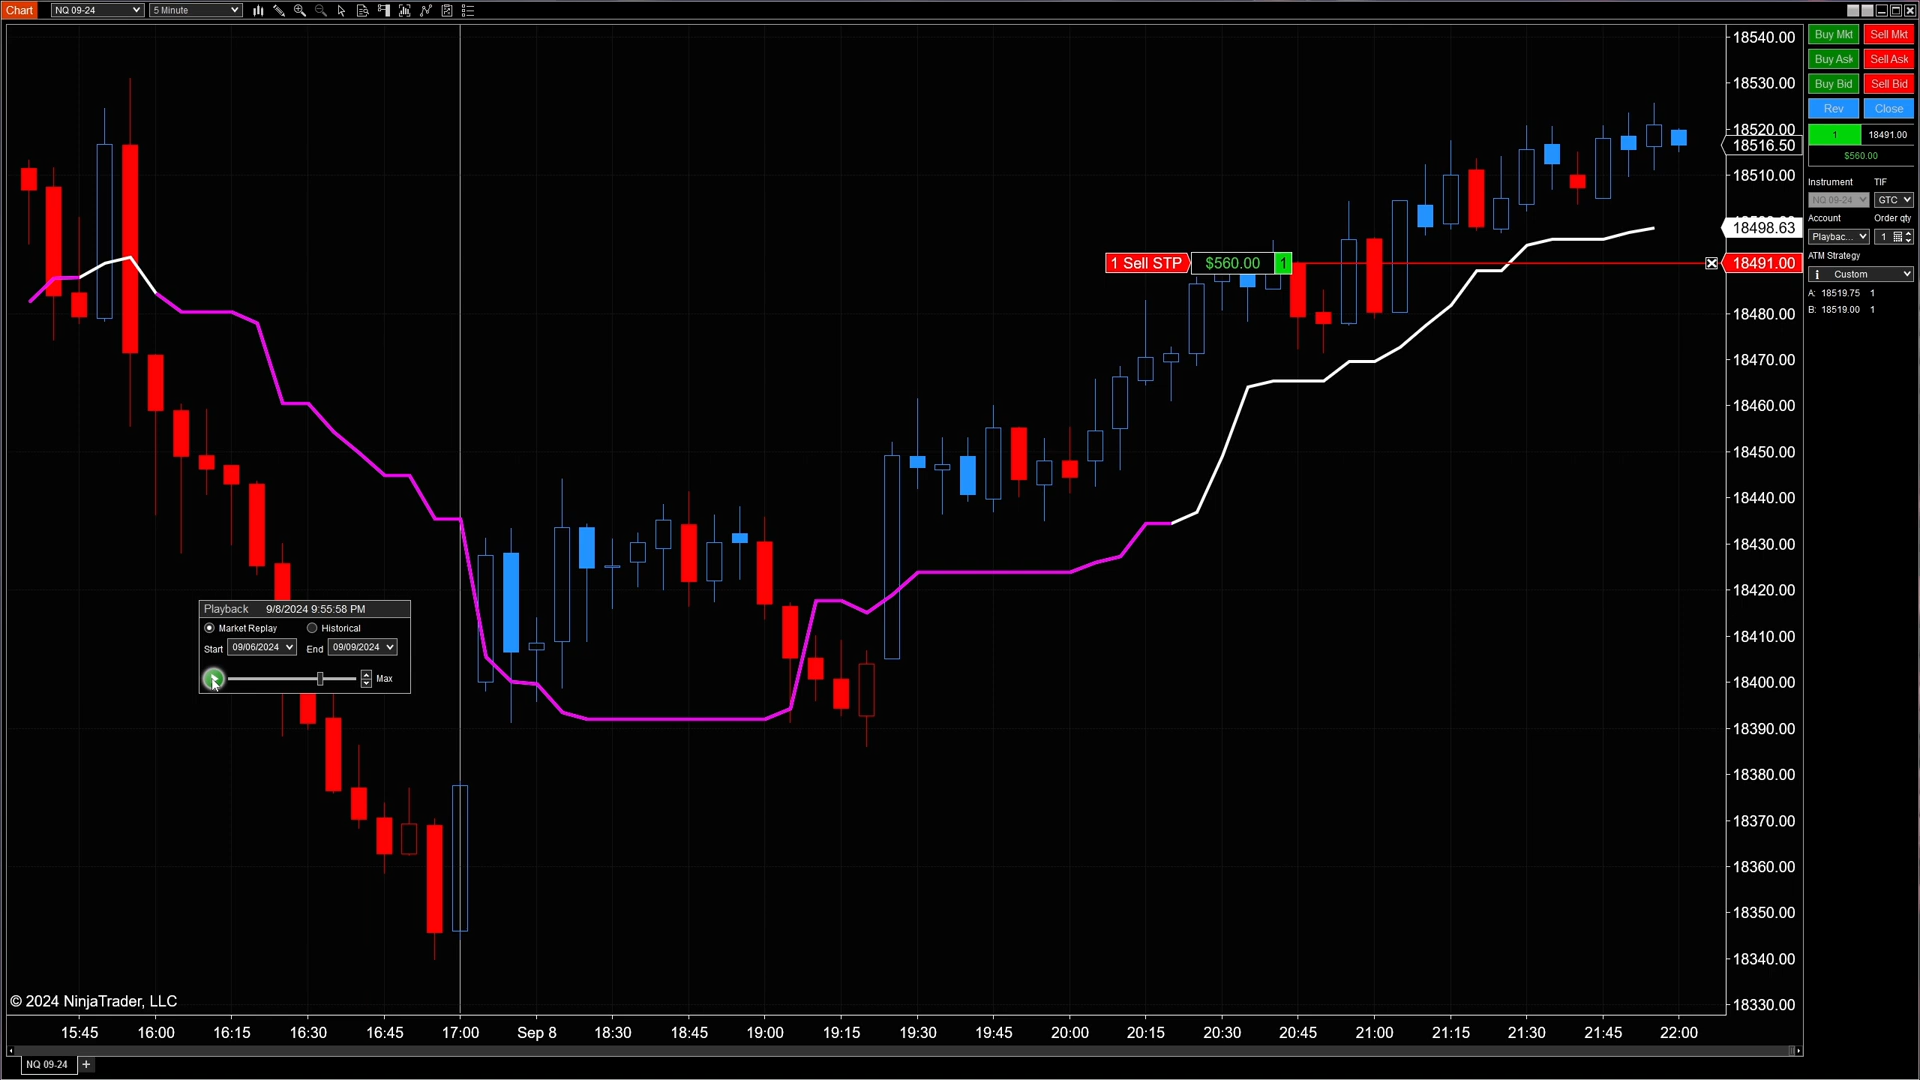 Chart NQ 09-24 5 Minute
18540.00
18530.00
18520.00
18516.50
18510.00
18498.63
1 Sell STP $560.00 1 18491.00
18480.00
18470.00
18460.00
18450.00
18440.00
18430.00
18420.00
18410.00
18400.00
18390.00
18380.00
18370.00
18360.00
18350.00
18340.00
18330.00
Buy Mkt Sell Mkt
Buy Ask Sell Ask
Buy Bid Sell Bid
Rev Close
1 18491.00
$560.00
Instrument TIF
NQ 09-24 GTC
Account Order qty
Playbac... 1
ATM Strategy
i Custom
A: 18519.75 1
B: 18519.00 1
Playback 9/8/2024 9:55:58 PM
Market Replay Historical
Start 09/06/2024 End 09/09/2024
Max
© 2024 NinjaTrader, LLC
15:45 16:00 16:15 16:30 16:45 17:00 Sep 8 18:30 18:45 19:00 19:15 19:30 19:45 20:00 20:15 20:30 20:45 21:00 21:15 21:30 21:45 22:00
NQ 09-24 +